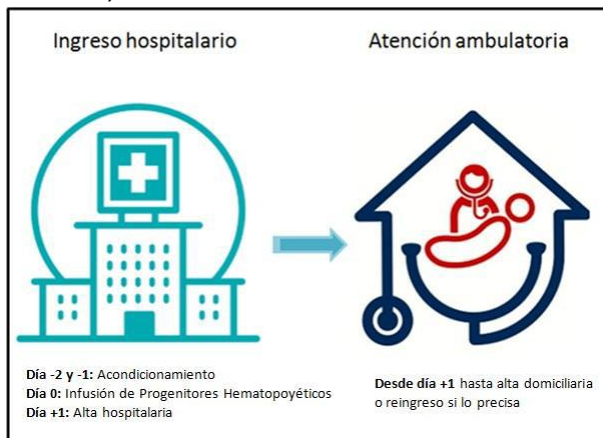 Ingreso hospitalario
Atención ambulatoria
Día -2 y -1: Acondicionamiento
Día 0: Infusión de Progenitores Hematopoyéticos
Día +1: Alta hospitalaria
Desde día +1 hasta alta domiciliaria
o reingreso si lo precisa